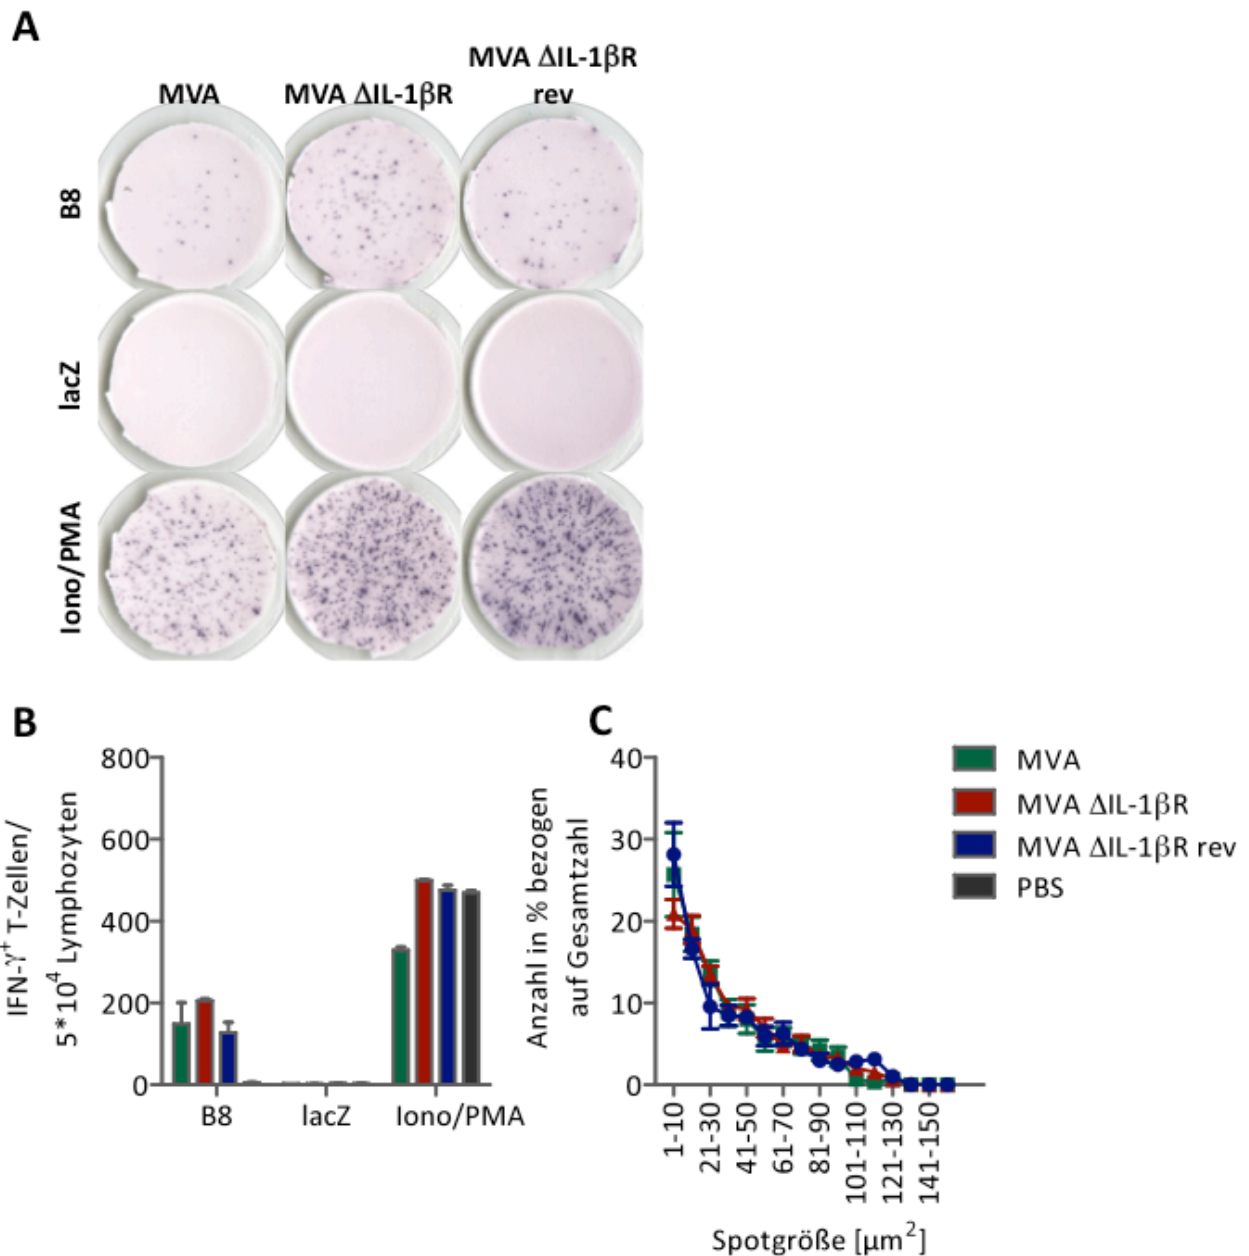 A
MVA
MVA ΔIL-1βR
MVA ΔIL-1βR
rev
B8
lacZ
Iono/PMA
B
IFN-γ⁺ T-Zellen/
5*10⁴ Lymphozyten
800
600
400
200
0
B8
lacZ
Iono/PMA
C
Anzahl in % bezogen
auf Gesamtzahl
40
30
20
10
0
1-10
21-30
41-50
61-70
81-90
101-110
121-130
141-150
Spotgröße [µm²]
MVA
MVA ΔIL-1βR
MVA ΔIL-1βR rev
PBS